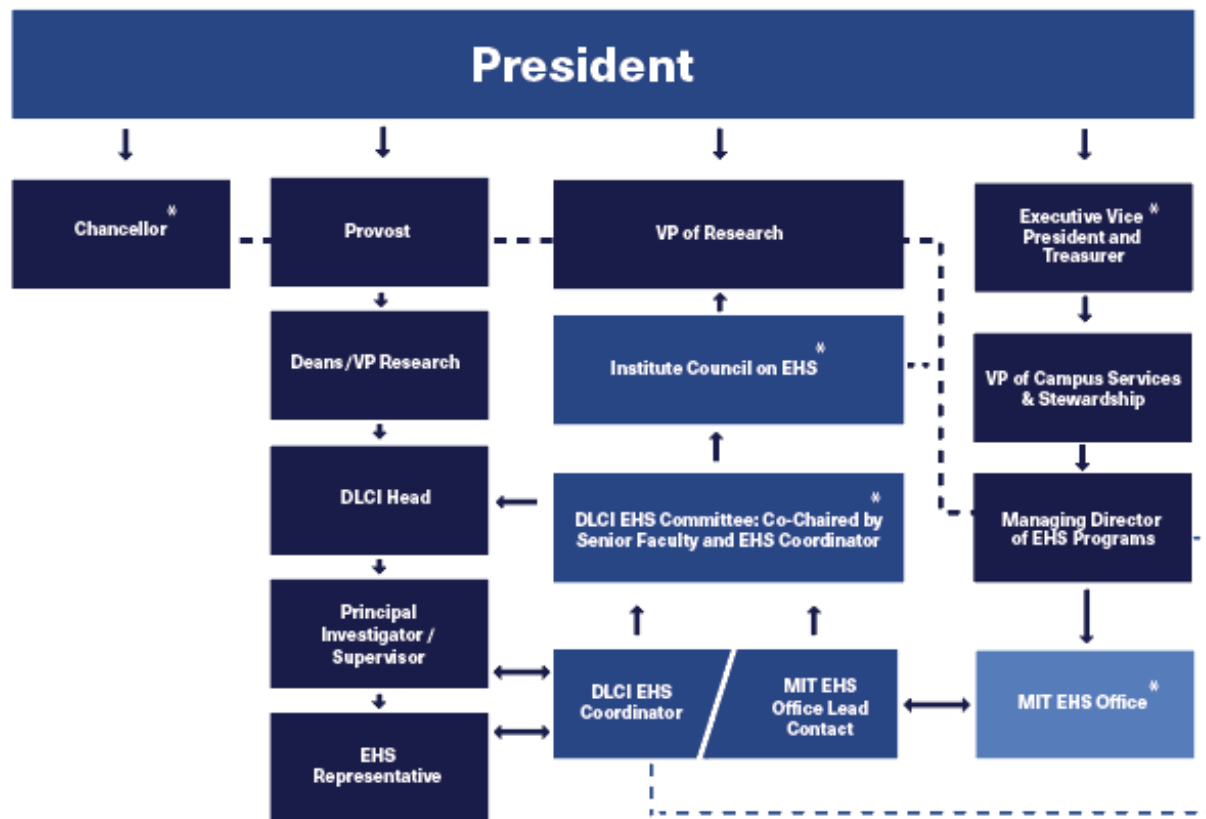 President
Chancellor*
Provost
VP of Research
Executive Vice *
President and
Treasurer
Deans/VP Research
Institute Council on EHS*
VP of Campus Services
& Stewardship
DLCI Head
*
DLCI EHS Committee: Co-Chaired by
Senior Faculty and EHS Coordinator
Managing Director
of EHS Programs
Principal
Investigator /
Supervisor
DLCI EHS
Coordinator
MIT EHS
Office Lead
Contact
MIT EHS Office*
EHS
Representative